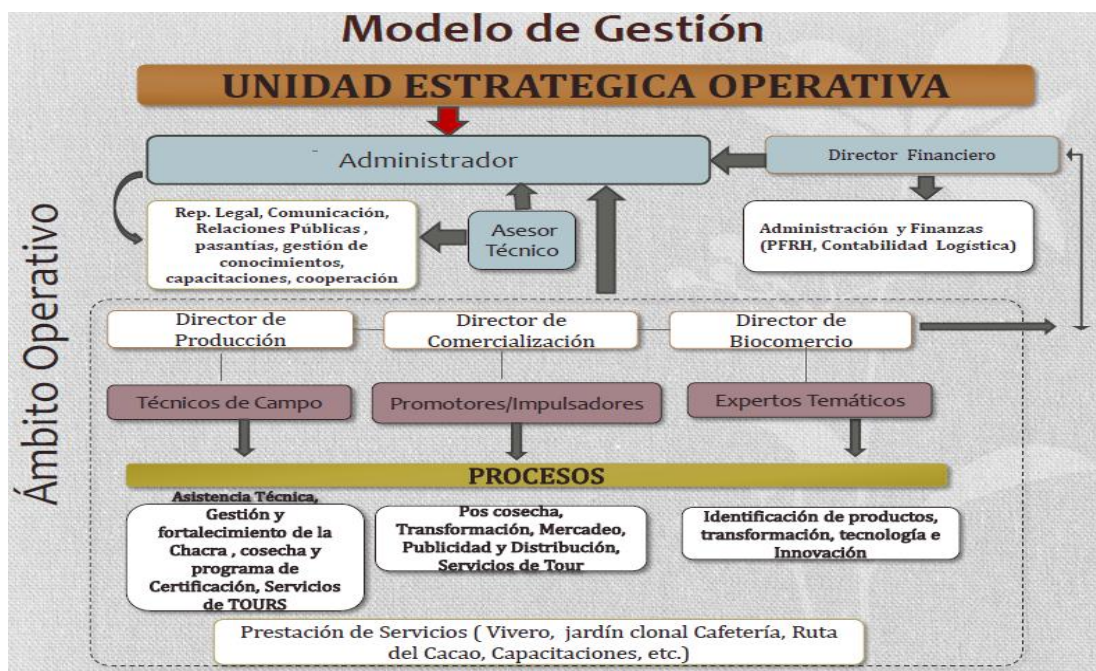 Modelo de Gestión
UNIDAD ESTRATEGICA OPERATIVA
Administrador
Director Financiero
Rep. Legal, Comunicación,
Relaciones Públicas ,
pasantías, gestión de
conocimientos,
capacitaciones, cooperación
Asesor
Técnico
Administración y Finanzas
(PFRH, Contabilidad Logística)
Ámbito Operativo
Director de
Producción
Director de
Comercialización
Director de
Biocomercio
Técnicos de Campo
Promotores/Impulsadores
Expertos Temáticos
PROCESOS
Asistencia Técnica,
Gestión y
fortalecimiento de la
Chacra , cosecha y
programa de
Certificación, Servicios
de TOURS
Pos cosecha,
Transformación, Mercadeo,
Publicidad y Distribución,
Servicios de Tour
Identificación de productos,
transformación, tecnología e
Innovación
Prestación de Servicios ( Vivero, jardín clonal Cafetería, Ruta
del Cacao, Capacitaciones, etc.)